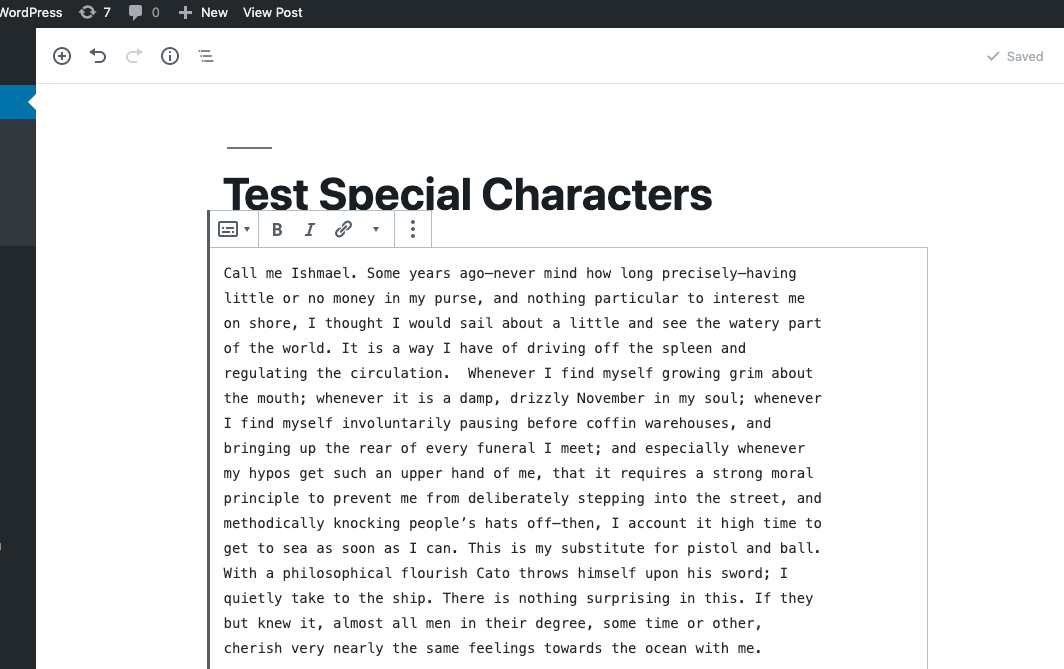 WordPress 7 0 New View Post
Saved
Test Special Characters
B I
Call me Ishmael. Some years ago—never mind how long precisely—having
little or no money in my purse, and nothing particular to interest me
on shore, I thought I would sail about a little and see the watery part
of the world. It is a way I have of driving off the spleen and
regulating the circulation.  Whenever I find myself growing grim about
the mouth; whenever it is a damp, drizzly November in my soul; whenever
I find myself involuntarily pausing before coffin warehouses, and
bringing up the rear of every funeral I meet; and especially whenever
my hypos get such an upper hand of me, that it requires a strong moral
principle to prevent me from deliberately stepping into the street, and
methodically knocking people’s hats off—then, I account it high time to
get to sea as soon as I can. This is my substitute for pistol and ball.
With a philosophical flourish Cato throws himself upon his sword; I
quietly take to the ship. There is nothing surprising in this. If they
but knew it, almost all men in their degree, some time or other,
cherish very nearly the same feelings towards the ocean with me.